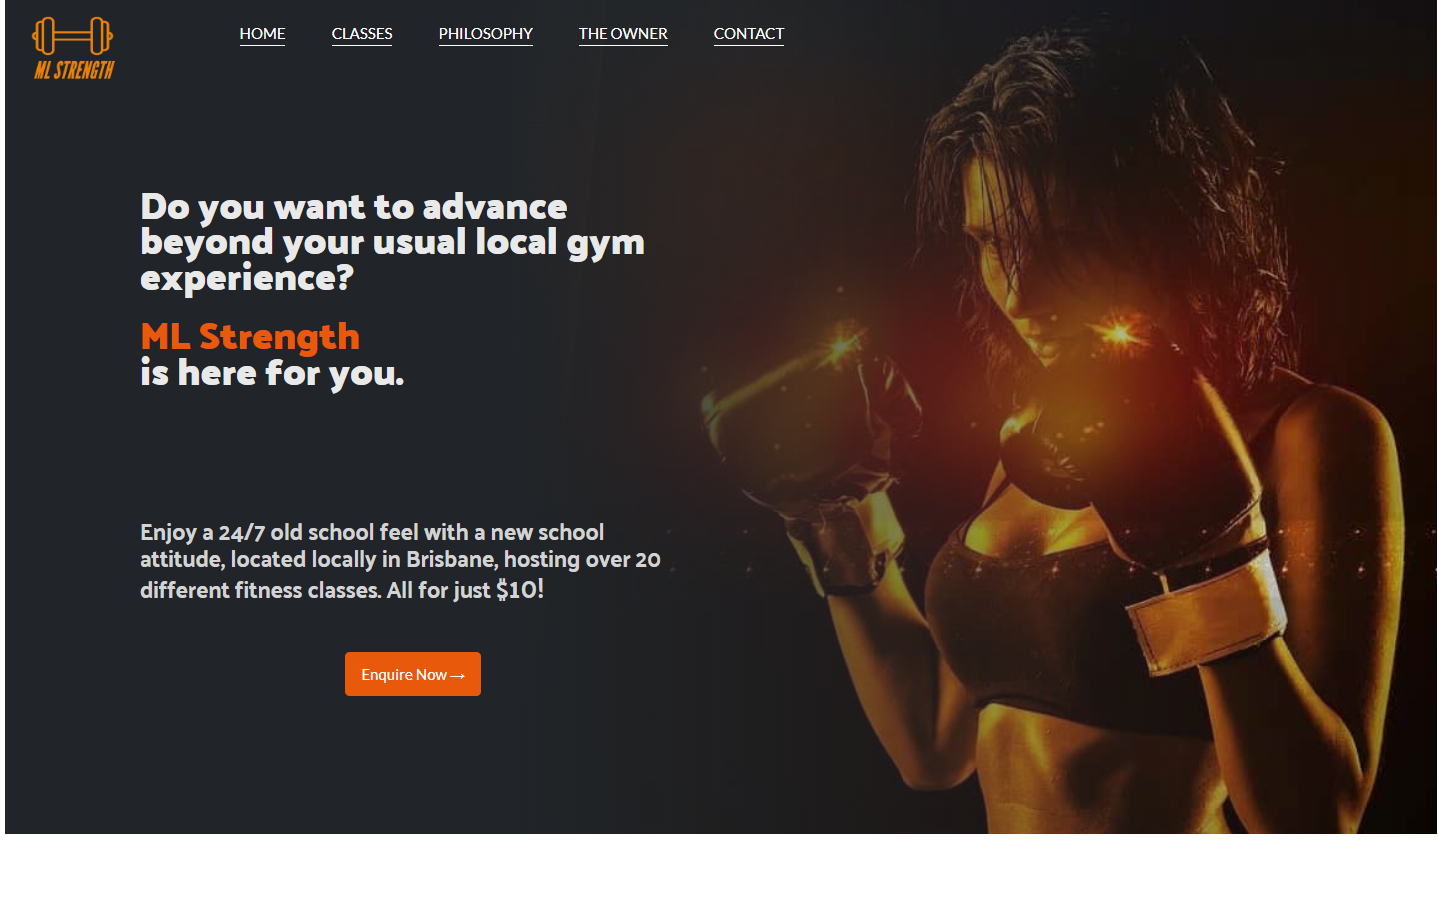 ML STRENGTH
HOME CLASSES PHILOSOPHY THE OWNER CONTACT
Do you want to advance
beyond your usual local gym
experience?
ML Strength
is here for you.
Enjoy a 24/7 old school feel with a new school
attitude, located locally in Brisbane, hosting over 20
different fitness classes. All for just $10!
Enquire Now→